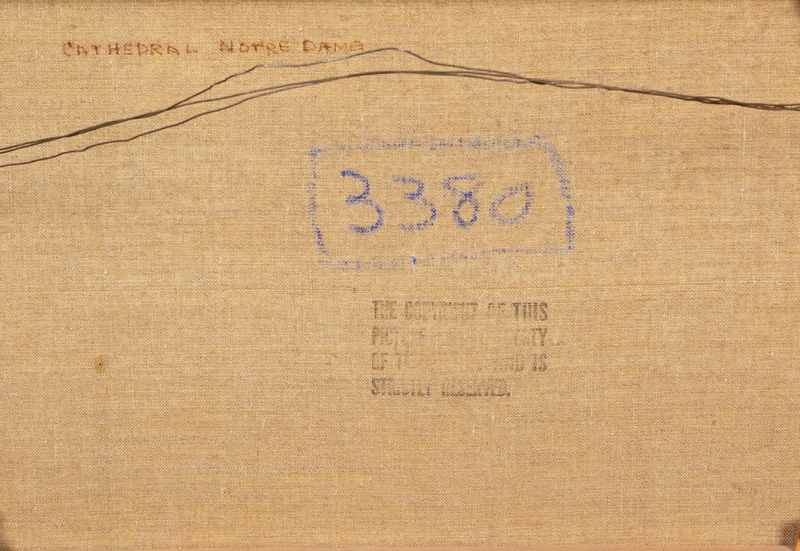 CATHEDRAL NOTRE DAME
3380
THE COPYRIGHT OF THIS
OF AND IS
STRICTLY RESERVED.